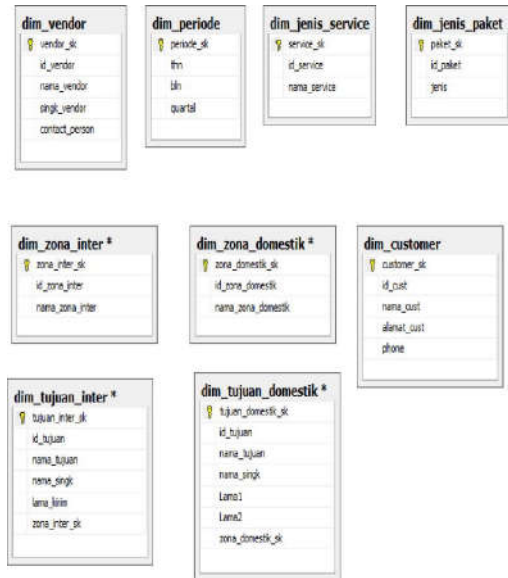 dim_vendor
vendor_sk
id_vendor
nama_vendor
singk_vendor
contact_person
dim_periode
periode_sk
thn
bln
quartal
dim_jenis_service
service_sk
id_service
nama_service
dim_jenis_paket
paket_sk
id_paket
jenis
dim_zona_inter *
zona_inter_sk
id_zona_inter
nama_zona_inter
dim_zona_domestik *
zona_domestik_sk
id_zona_domestik
nama_zona_domestik
dim_customer
customer_sk
id_cust
nama_cust
alamat_cust
phone
dim_tujuan_inter *
tujuan_inter_sk
id_tujuan
nama_tujuan
nama_singk
lama_kirim
zona_inter_sk
dim_tujuan_domestik *
tujuan_domestik_sk
id_tujuan
nama_tujuan
nama_singk
Lama1
Lama2
zona_domestik_sk